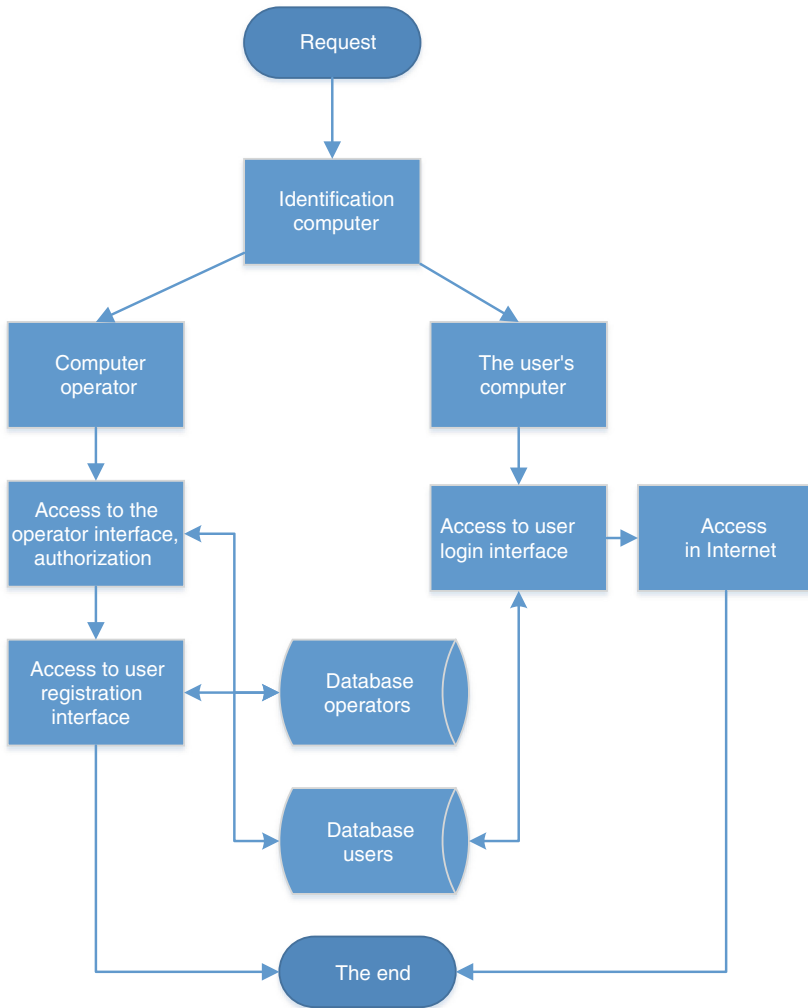 Request
Identification
computer
Computer
operator
The user's
computer
Access to the
operator interface,
authorization
Access to user
login interface
Access
in Internet
Access to user
registration
interface
Database
operators
Database
users
The end